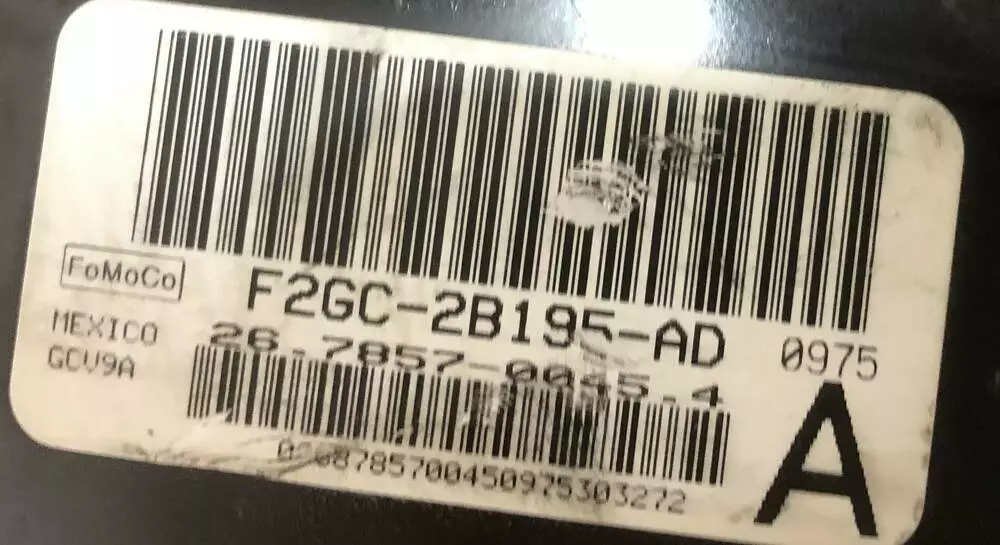 FoMoCo
F2GC-2B195-AD
0975
MEXICO
GCV9A
A